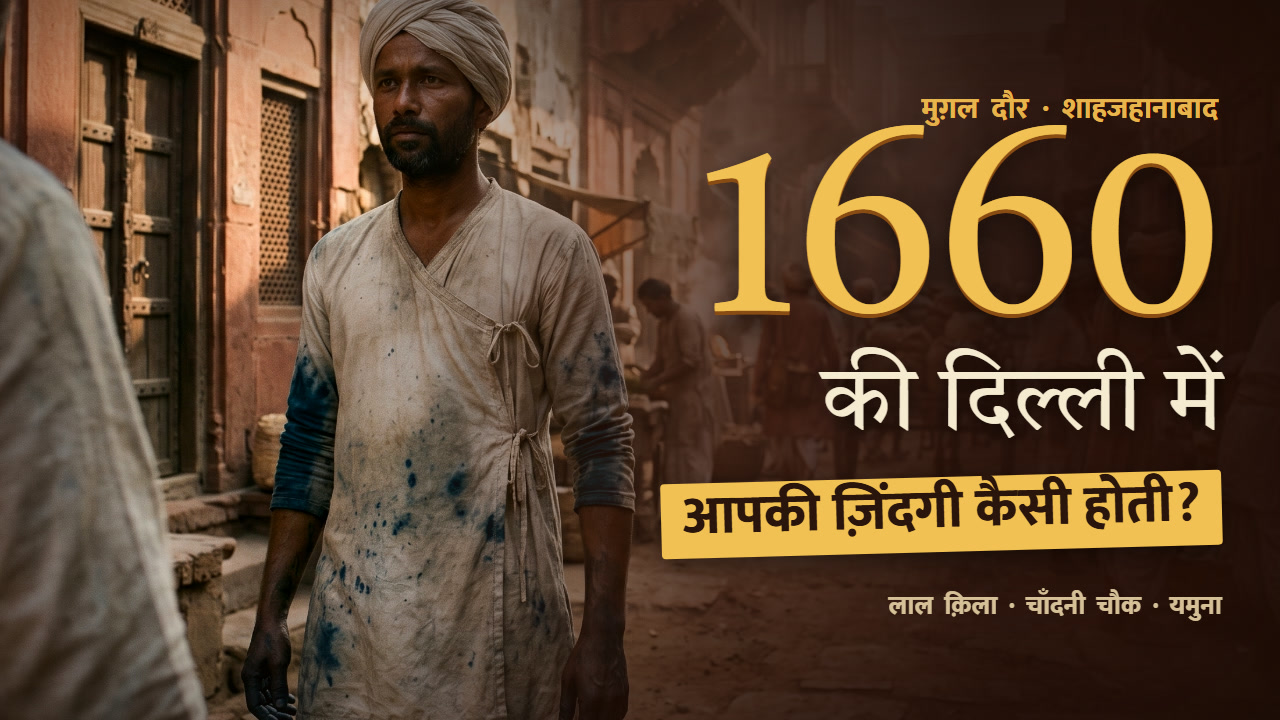 मुग़ल दौर · शाहजहानाबाद
1660
की दिल्ली में
आपकी ज़िंदगी कैसी होती?
लाल क़िला · चाँदनी चौक · यमुना